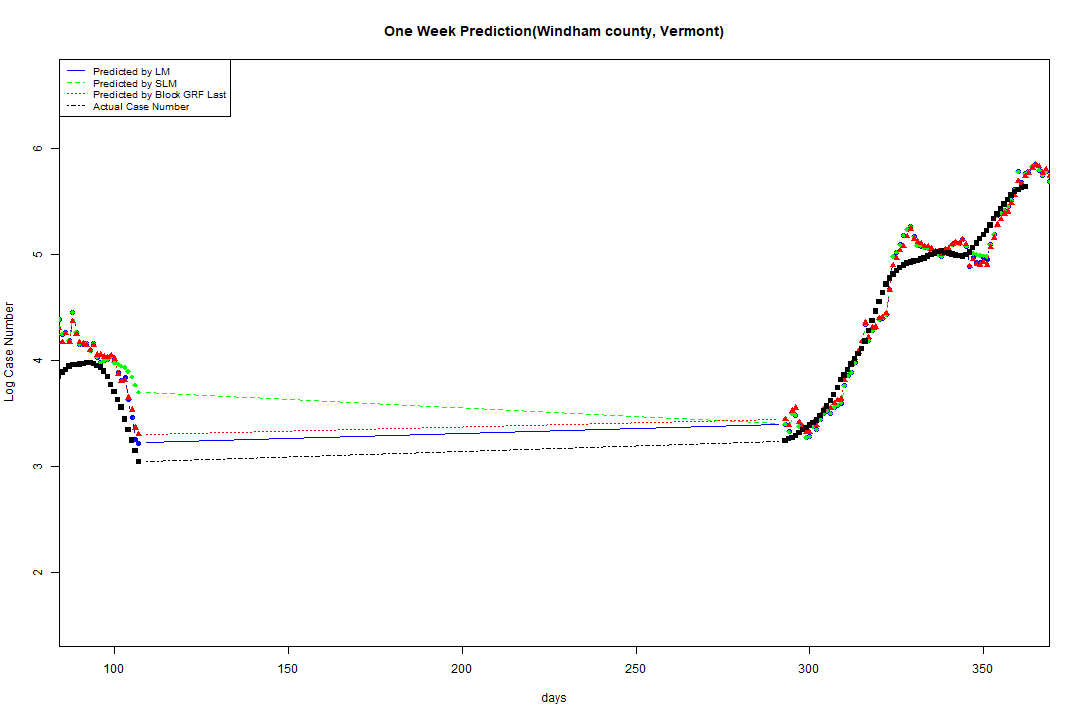 One Week Prediction(Windham county, Vermont)
Predicted by LM
Predicted by SLM
Predicted by Block GRF Last
Actual Case Number
6
5
4
3
2
Log Case Number
100 150 200 250 300 350
days